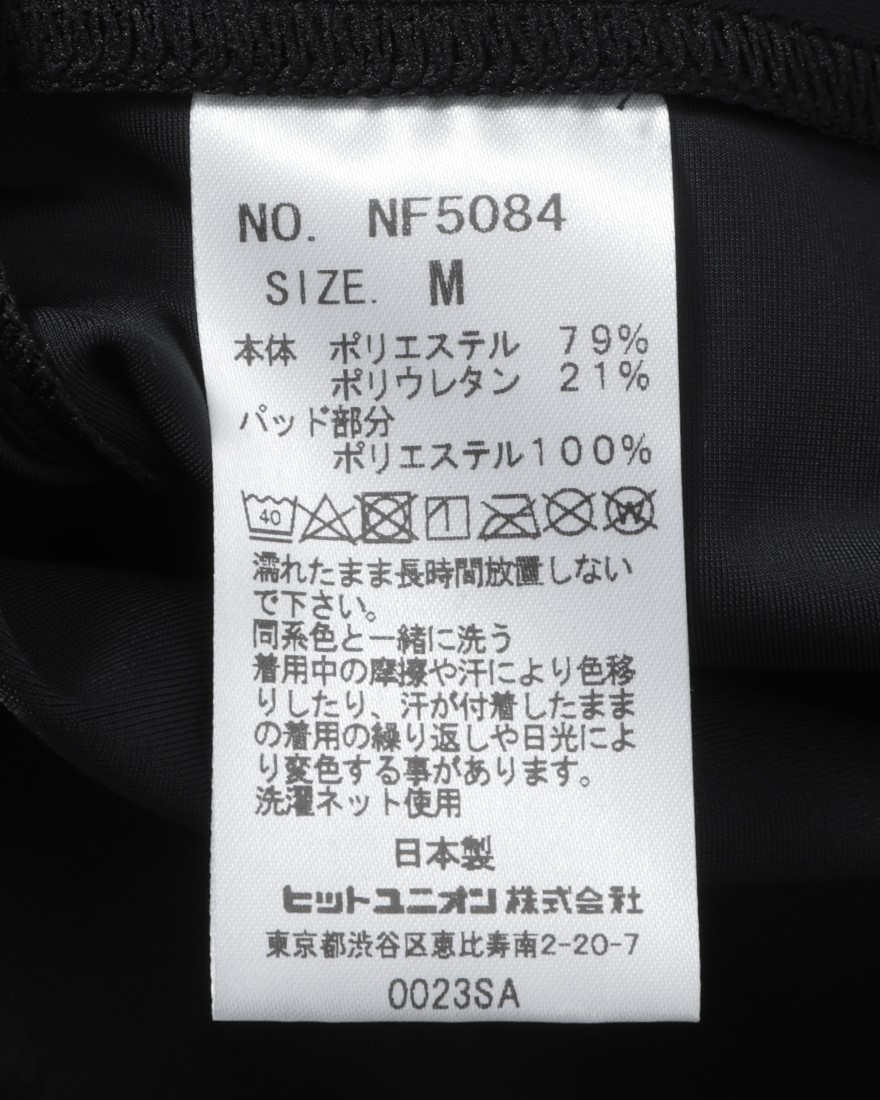 NO. NF5084
SIZE. M
本体 ポリエステル 79%
ポリウレタン 21%
パッド部分
ポリエステル100%
40 W
濡れたまま長時間放置しない
で下さい。
同系色と一緒に洗う
着用中の摩擦や汗により色移
りしたり、汗が付着したまま
の着用の繰り返しや日光によ
り変色する事があります。
洗濯ネット使用
日本製
ヒットユニオン株式会社
東京都渋谷区恵比寿南2-20-7
0023SA